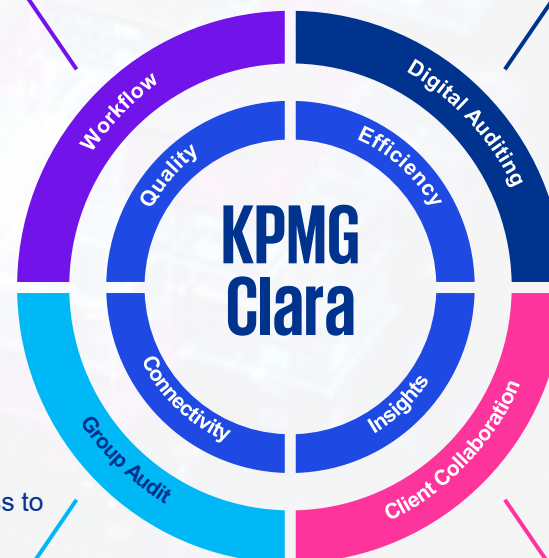 Workflow
Digital Auditing
Quality
Efficiency
KPMG
Clara
Connectivity
Insights
Group Audit
Client Collaboration
to